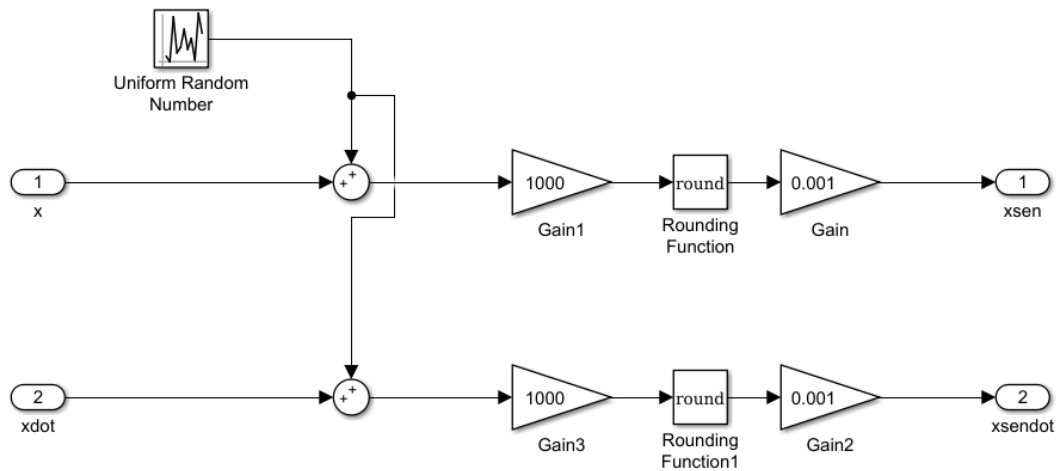 Uniform Random
Number
1
+
+
1000
round
0.001
1
x
Gain1
Rounding
Function
Gain
xsen
2
+
+
1000
round
0.001
2
xdot
Gain3
Rounding
Function1
Gain2
xsendot